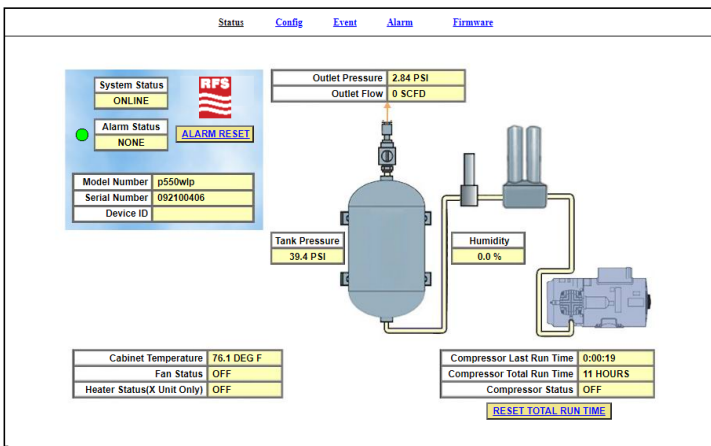 Status Config Event Alarm Firmware
System Status
ONLINE
RFS
Alarm Status
NONE
ALARM RESET
Model Number p550wlp
Serial Number 092100406
Device ID
Outlet Pressure 2.84 PSI
Outlet Flow 0 SCFD
Tank Pressure
39.4 PSI
Humidity
0.0 %
Cabinet Temperature 76.1 DEG F
Fan Status OFF
Heater Status(X Unit Only) OFF
Compressor Last Run Time 0:00:19
Compressor Total Run Time 11 HOURS
Compressor Status OFF
RESET TOTAL RUN TIME